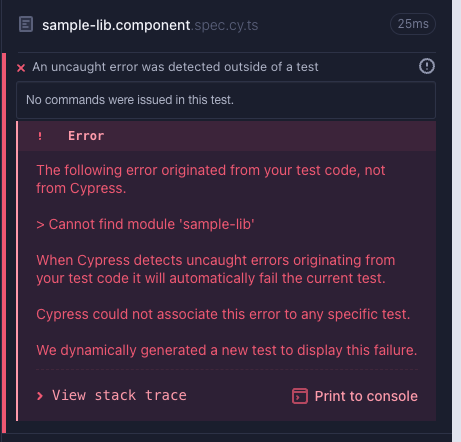 sample-lib.component.spec.cy.ts 25ms
× An uncaught error was detected outside of a test
No commands were issued in this test.
! Error
The following error originated from your test code, not
from Cypress.
> Cannot find module 'sample-lib'
When Cypress detects uncaught errors originating from
your test code it will automatically fail the current test.
Cypress could not associate this error to any specific test.
We dynamically generated a new test to display this failure.
> View stack trace
Print to console